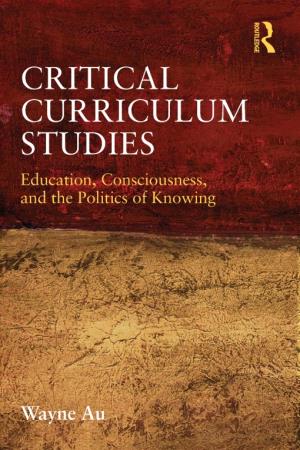 ROUTLEDGE
CRITICAL
CURRICULUM
STUDIES
Education, Consciousness,
and the Politics of Knowing
Wayne Au